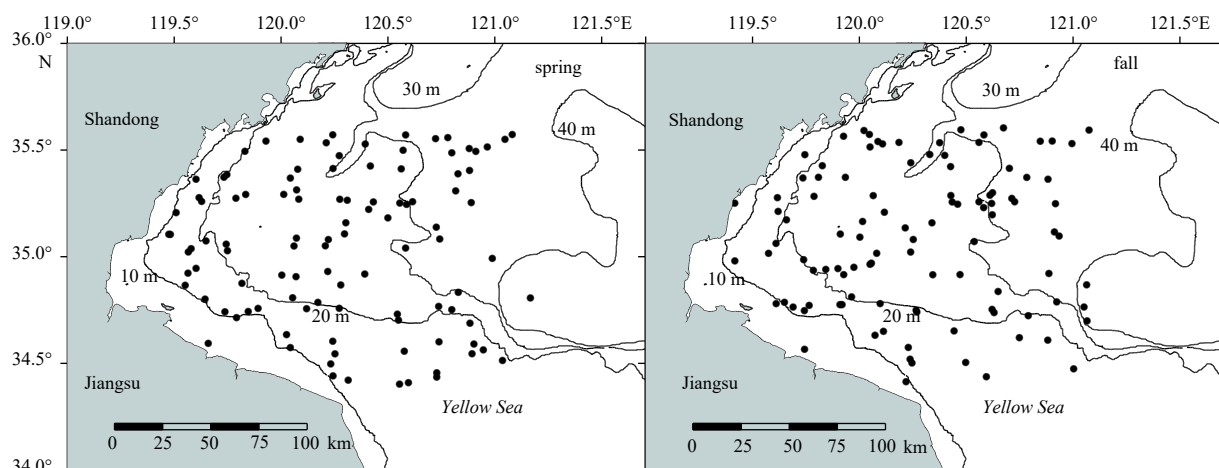 119.0° 119.5° 120.0° 120.5° 121.0° 121.5°E 119.5° 120.0° 120.5° 121.0° 121.5°
36.0°
N
35.5°
35.0°
34.5°
34.0°
spring
30 m
40 m
Shandong
10 m
20 m
Jiangsu
Yellow Sea
0 25 50 75 100 km
fall
30 m
40 m
Shandong
10 m
20 m
Jiangsu
Yellow Sea
0 25 50 75 100 km